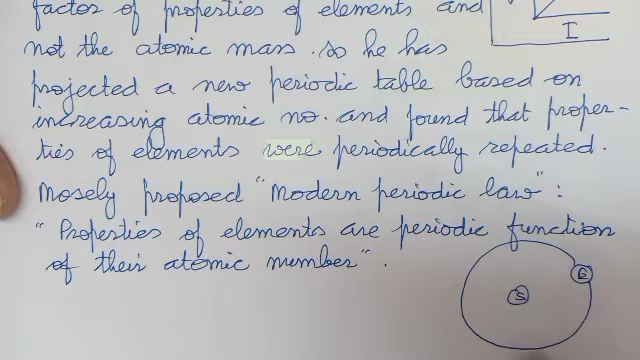 factor of properties of elements and
not the atomic mass. so he has
I
projected a new periodic table based on
increasing atomic no. and found that proper-
ties of elements were periodically repeated.
Mosely proposed "Modern periodic law":
"Properties of elements are periodic function
of their atomic number".
E
S